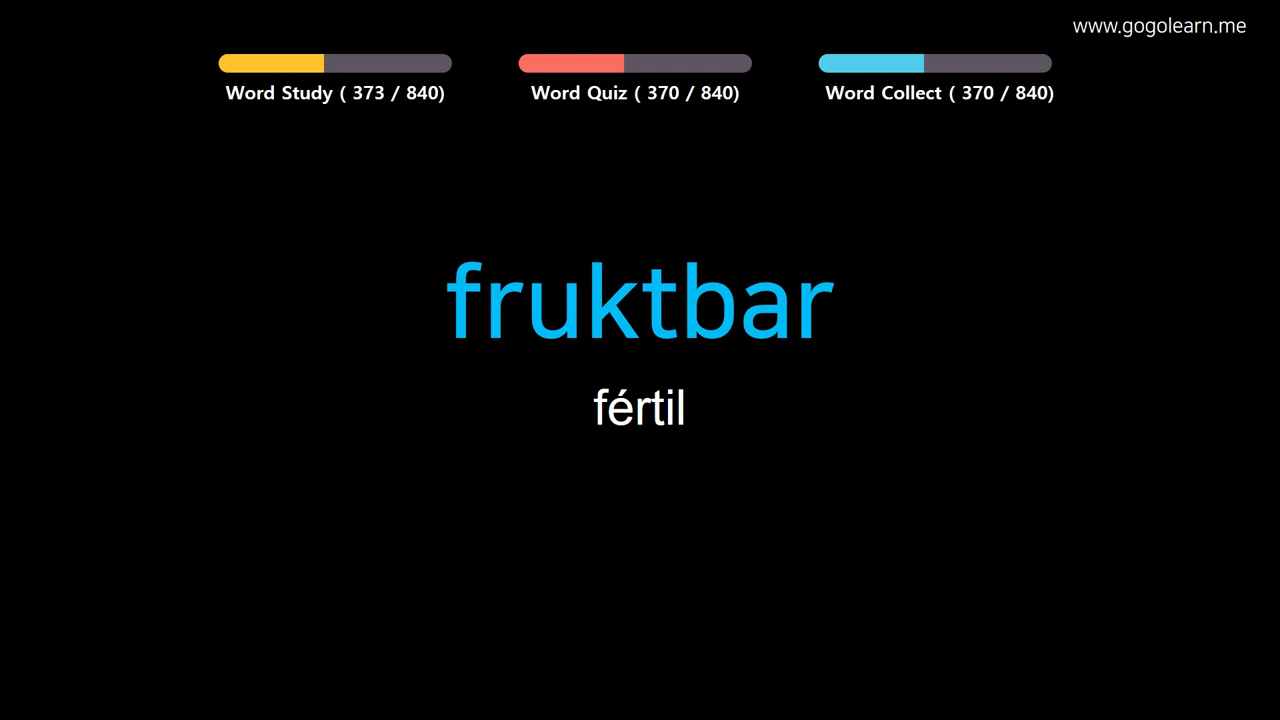 www.gogolearn.me
Word Study ( 373 / 840)
Word Quiz ( 370 / 840)
Word Collect ( 370 / 840)
fruktbar
fértil